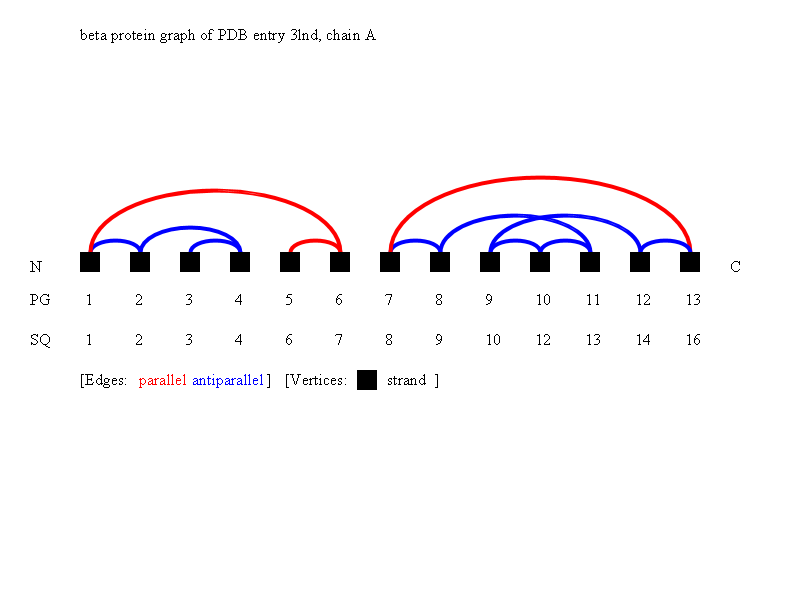 beta protein graph of PDB entry 3lnd, chain A
N C
PG 1 2 3 4 5 6 7 8 9 10 11 12 13
SQ 1 2 3 4 6 7 8 9 10 12 13 14 16
[Edges: parallel antiparallel] [Vertices: strand ]